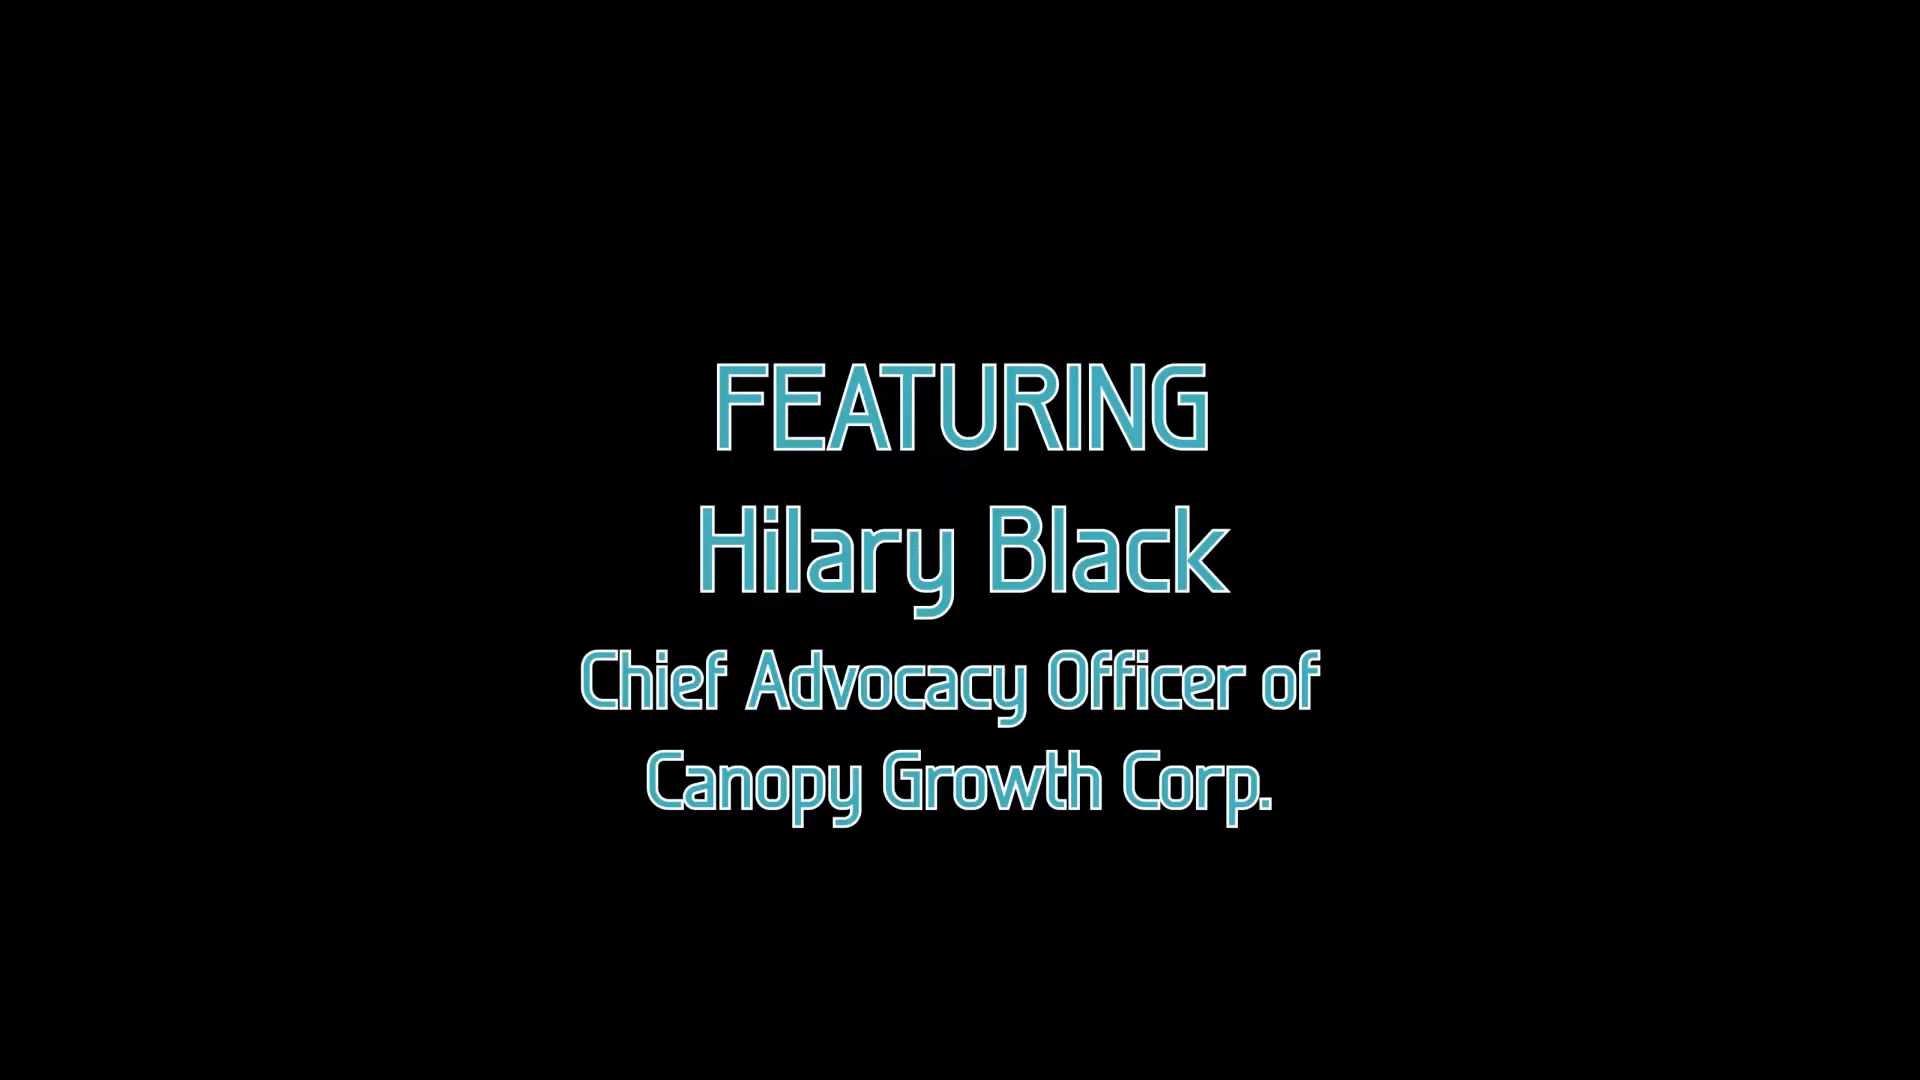 FEATURING
Hilary Black
Chief Advocacy Officer of
Canopy Growth Corp.